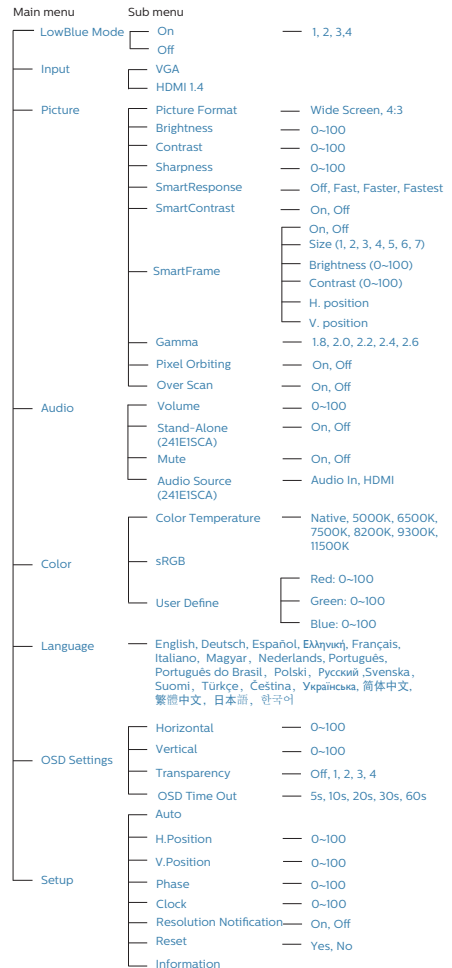 Main menu Sub menu
LowBlue Mode On 1, 2, 3,4
Off
Input VGA
HDMI 1.4
Picture Picture Format Wide Screen, 4:3
Brightness 0~100
Contrast 0~100
Sharpness 0~100
SmartResponse Off, Fast, Faster, Fastest
SmartContrast On, Off
SmartFrame
On, Off
Size (1, 2, 3, 4, 5, 6, 7)
Brightness (0~100)
Contrast (0~100)
H. position
V. position
Gamma 1.8, 2.0, 2.2, 2.4, 2.6
Pixel Orbiting On, Off
Over Scan On, Off
Audio Volume 0~100
Stand-Alone On, Off
(241E1SCA)
Mute On, Off
Audio Source Audio In, HDMI
(241E1SCA)
Color Color Temperature Native, 5000K, 6500K,
7500K, 8200K, 9300K,
11500K
sRGB
User Define
Red: 0~100
Green: 0~100
Blue: 0~100
Language English, Deutsch, Español, Ελληνική, Français,
Italiano, Magyar, Nederlands, Português,
Português do Brasil, Polski, Русский ,Svenska,
Suomi, Türkçe, Čeština, Українська, 简体中文,
繁體中文, 日本語, 한국어
OSD Settings Horizontal 0~100
Vertical 0~100
Transparency Off, 1, 2, 3, 4
OSD Time Out 5s, 10s, 20s, 30s, 60s
Setup Auto
H.Position 0~100
V.Position 0~100
Phase 0~100
Clock 0~100
Resolution Notification On, Off
Reset Yes, No
Information